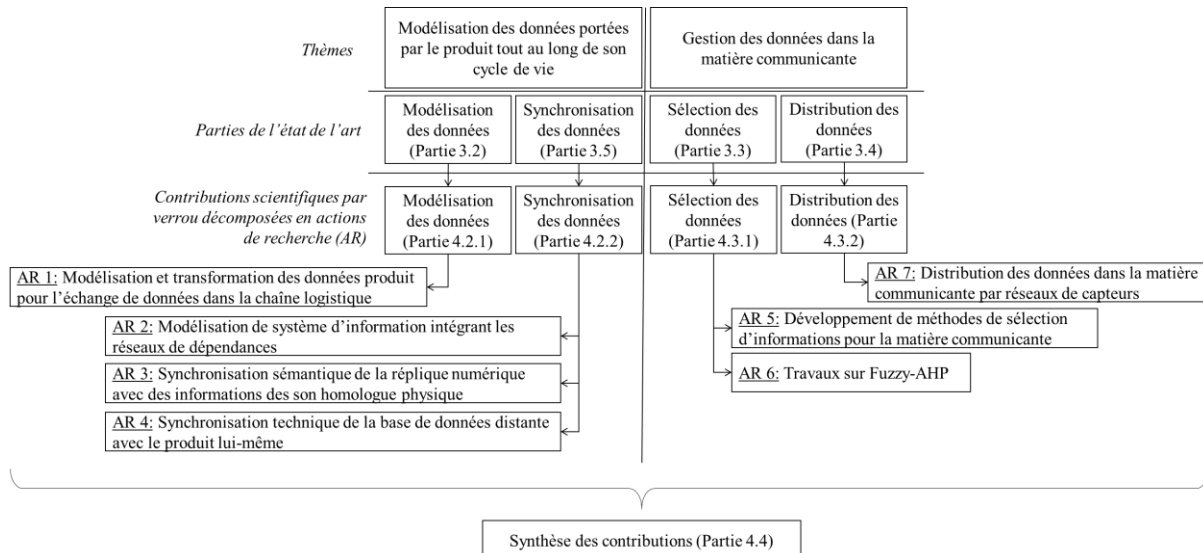 Thèmes
Modélisation des données portées
par le produit tout au long de son
cycle de vie
Gestion des données dans la
matière communicante
Parties de l'état de l'art
Modélisation
des données
(Partie 3.2)
Synchronisation
des données
(Partie 3.5)
Sélection des
données
(Partie 3.3)
Distribution des
données
(Partie 3.4)
Contributions scientifiques par
verrou décomposées en actions
de recherche (AR)
Modélisation
des données
(Partie 4.2.1)
Synchronisation
des données
(Partie 4.2.2)
Sélection des
données
(Partie 4.3.1)
Distribution des
données (Partie
4.3.2)
AR 1: Modélisation et transformation des données produit
pour l'échange de données dans la chaîne logistique
AR 2: Modélisation de système d'information intégrant les
réseaux de dépendances
AR 3: Synchronisation sémantique de la réplique numérique
avec des informations des son homologue physique
AR 4: Synchronisation technique de la base de données distante
avec le produit lui-même
AR 7: Distribution des données dans la matière
communicante par réseaux de capteurs
AR 5: Développement de méthodes de sélection
d'informations pour la matière communicante
AR 6: Travaux sur Fuzzy-AHP
Synthèse des contributions (Partie 4.4)